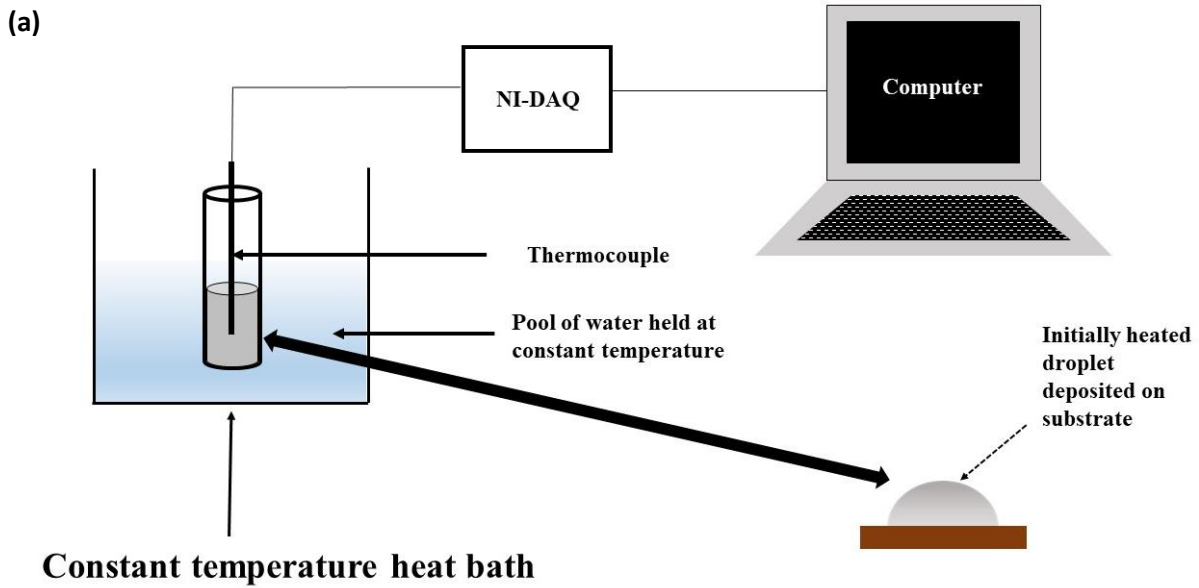 (a)
NI-DAQ
Computer
Thermocouple
Pool of water held at
constant temperature
Initially heated
droplet
deposited on
substrate
Constant temperature heat bath